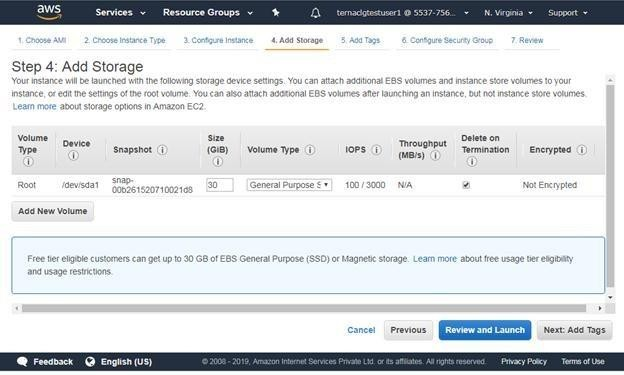 aws Services Resource Groups ternaclgtestuser1 @ 5537-756... N. Virginia Support
1. Choose AMI 2. Choose Instance Type 3. Configure Instance 4. Add Storage 5. Add Tags 6. Configure Security Group 7. Review
Step 4: Add Storage
Your instance will be launched with the following storage device settings. You can attach additional EBS volumes and instance store volumes to your
instance, or edit the settings of the root volume. You can also attach additional EBS volumes after launching an instance, but not instance store volumes.
Learn more about storage options in Amazon EC2.
Volume Type Device Snapshot Size (GiB) Volume Type IOPS Throughput (MB/s) Delete on Termination Encrypted
Root /dev/sda1 snap-00b261520710021d8 30 General Purpose S 100 / 3000 N/A Not Encrypted
Add New Volume
Free tier eligible customers can get up to 30 GB of EBS General Purpose (SSD) or Magnetic storage. Learn more about free usage tier eligibility
and usage restrictions.
Cancel Previous Review and Launch Next: Add Tags
Feedback English (US) © 2008 - 2019, Amazon Internet Services Private Ltd. or its affiliates. All rights reserved. Privacy Policy Terms of Use